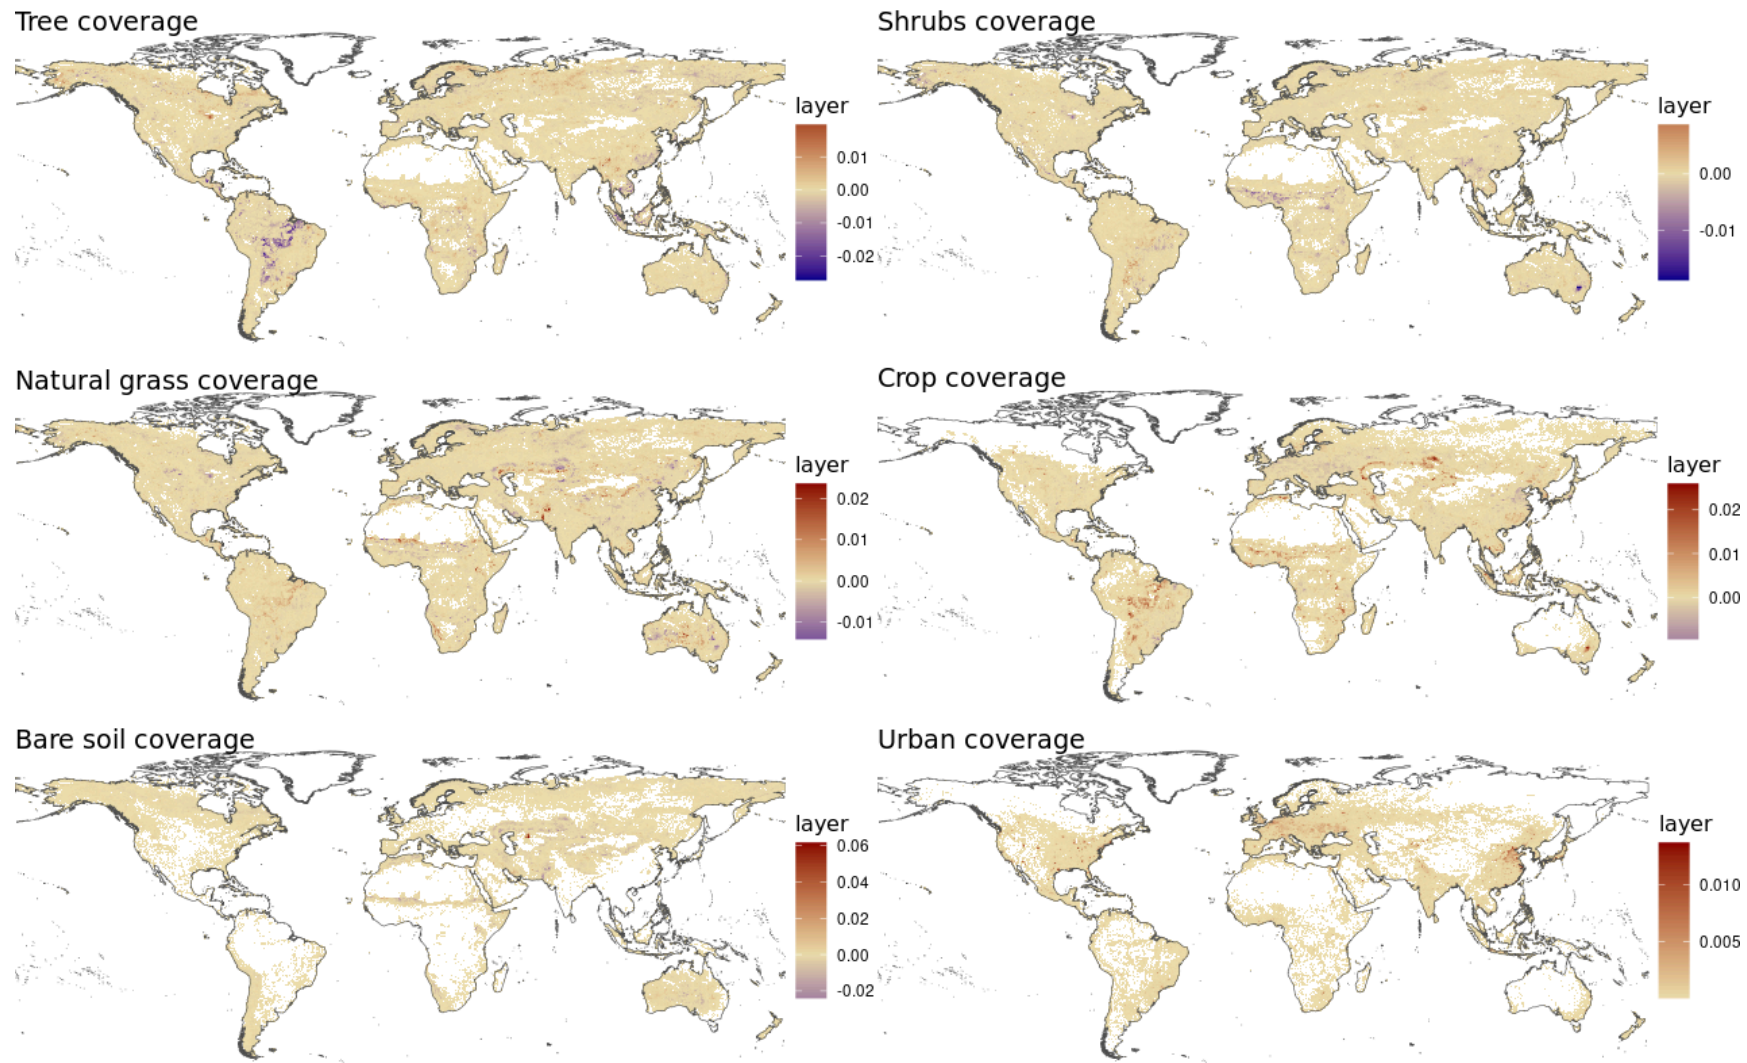 Tree coverage
layer
0.01
0.00
-0.01
-0.02
Shrubs coverage
layer
0.00
-0.01
Natural grass coverage
layer
0.02
0.01
0.00
-0.01
Crop coverage
layer
0.02
0.01
0.00
Bare soil coverage
layer
0.06
0.04
0.02
0.00
-0.02
Urban coverage
layer
0.010
0.005